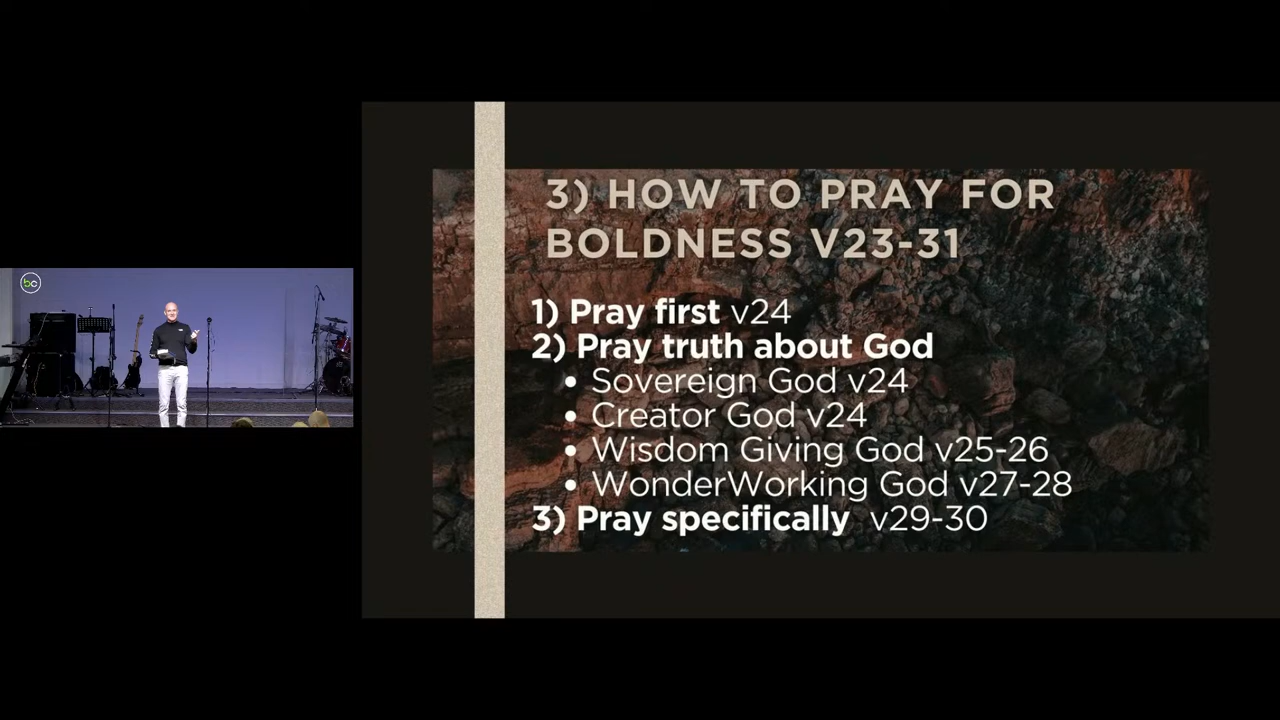 bc
3) HOW TO PRAY FOR
BOLDNESS V23-31
1) Pray first v24
2) Pray truth about God
• Sovereign God v24
• Creator God v24
• Wisdom Giving God v25-26
• WonderWorking God v27-28
3) Pray specifically v29-30